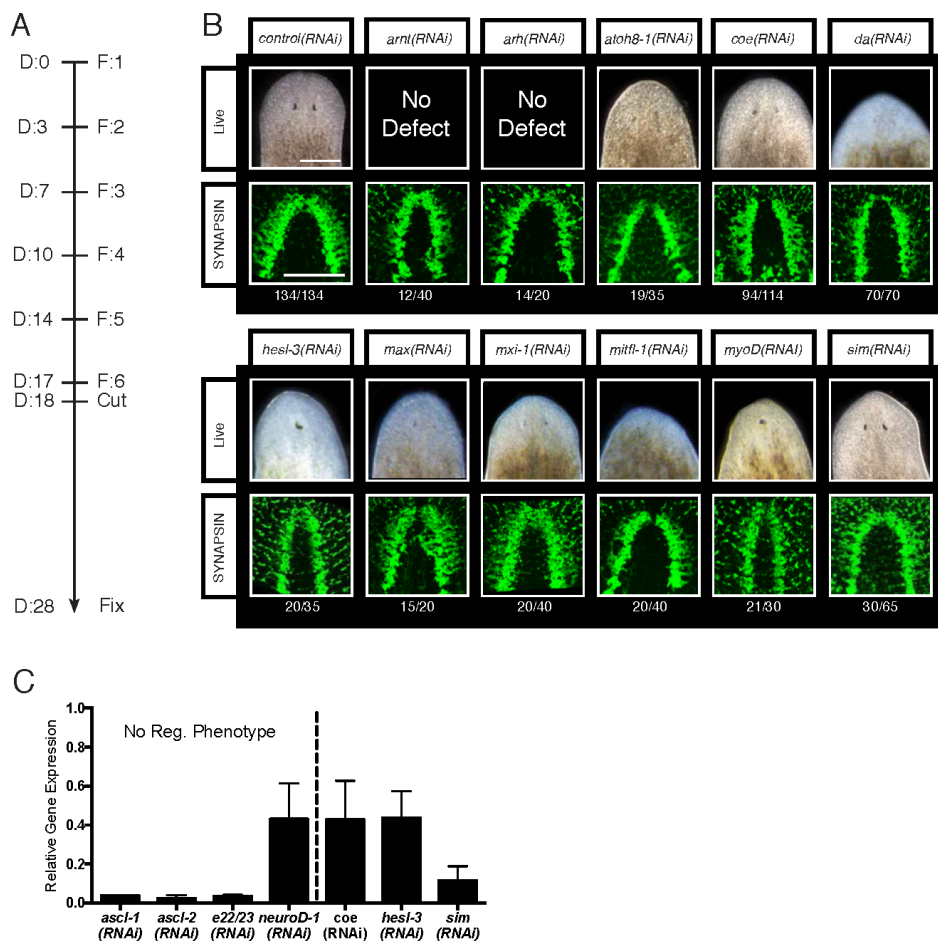 A
D:0 F:1
D:3 F:2
D:7 F:3
D:10 F:4
D:14 F:5
D:17 F:6
D:18 Cut
D:28 Fix
B
control(RNAi) arnt(RNAi) arh(RNAi) atoh8-1(RNAi) coe(RNAi) da(RNAi)
Live
No Defect
No Defect
SYNAPSIN
134/134 12/40 14/20 19/35 94/114 70/70
hesl-3(RNAi) max(RNAi) mxi-1(RNAi) mitfl-1(RNAi) myoD(RNAI) sim(RNAi)
Live
SYNAPSIN
20/35 15/20 20/40 20/40 21/30 30/65
C
Relative Gene Expression
1.0
0.8
0.6
0.4
0.2
0.0
No Reg. Phenotype
ascl-1 ascl-2 e22/23 neuroD-1 coe hesl-3 sim
(RNAi) (RNAi) (RNAi) (RNAi) (RNAi) (RNAi) (RNAi)